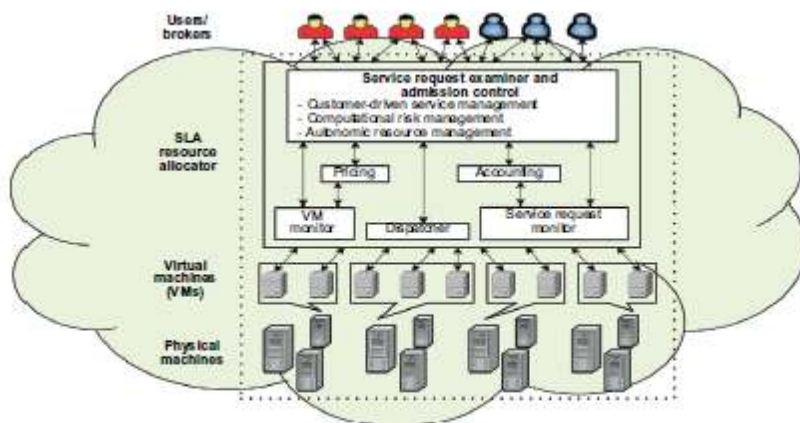 Users/
brokers
Service request examiner and
admission control
- Customer-driven service management
- Computational risk management
- Autonomic resource management
SLA
resource
allocator
Pricing
Accounting
VM
monitor
Dispatcher
Service request
monitor
Virtual
machines
(VMs)
Physical
machines